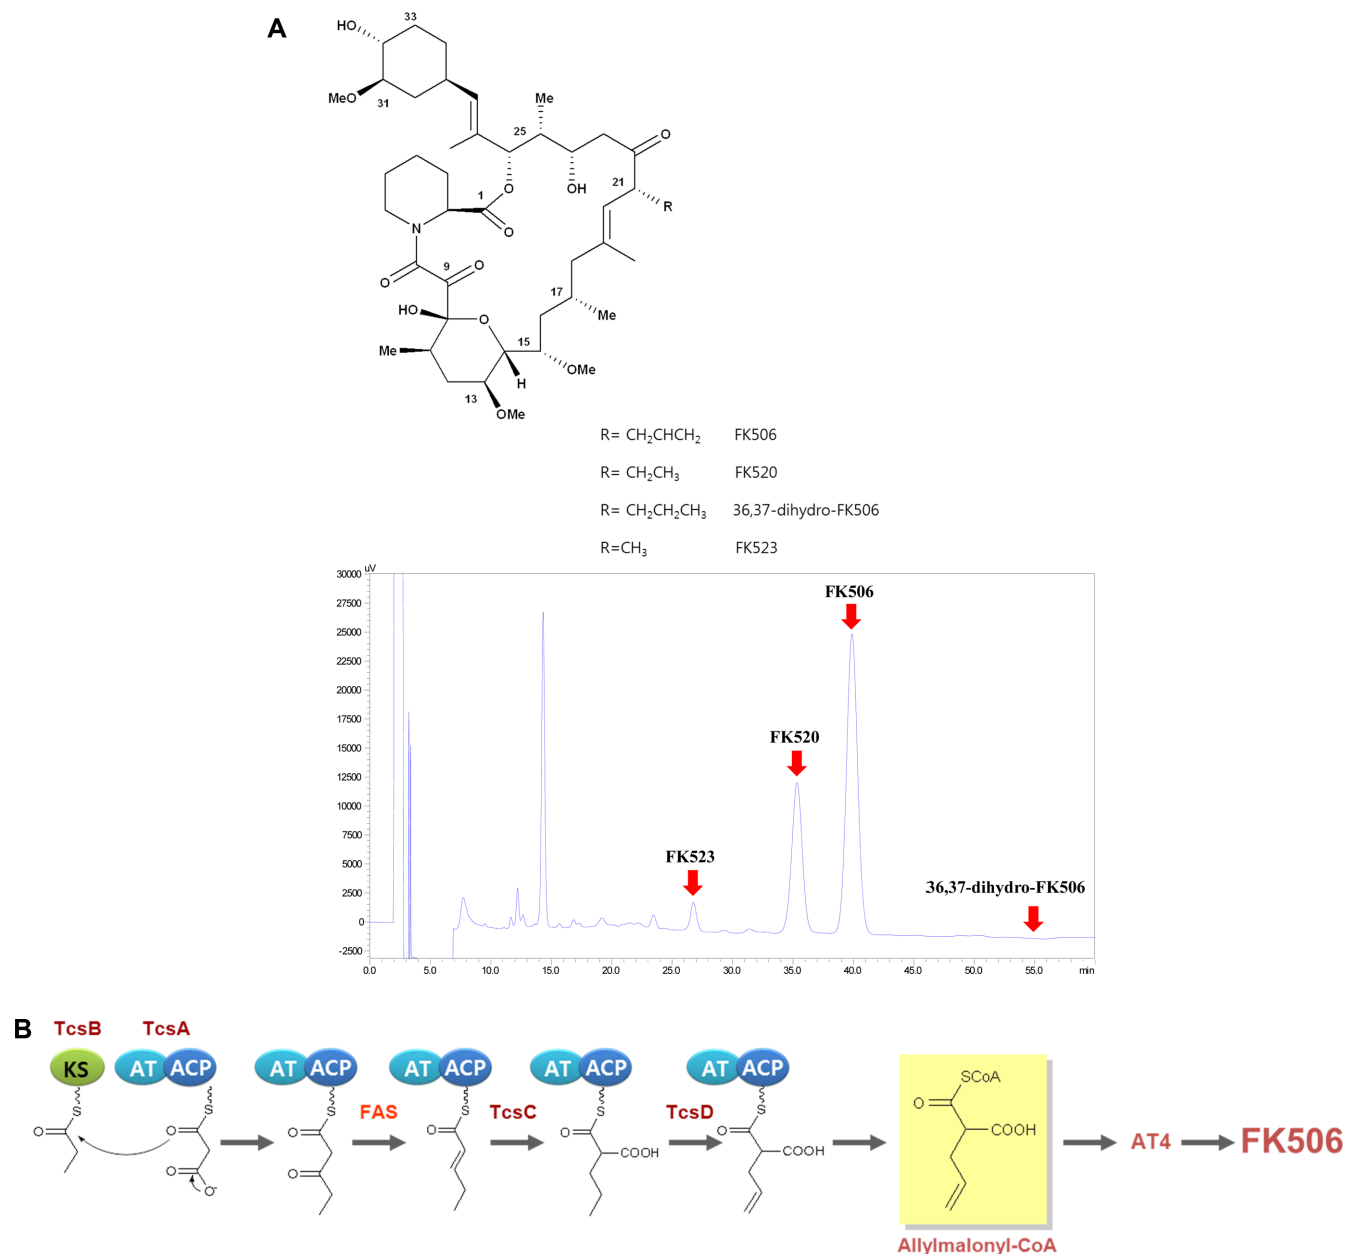 A
33
HO
MeO
31
Me
25
O
OH
21
R
1
O
O
N
O
9
O
HO
O
17
Me
Me
15
H
OMe
13
OMe
R= CH₂CHCH₂ FK506
R= CH₂CH₃ FK520
R= CH₂CH₂CH₃ 36,37-dihydro-FK506
R=CH₃ FK523
uV
30000
27500
25000
22500
20000
17500
15000
12500
10000
7500
5000
2500
0
-2500
FK506
FK520
FK523
36,37-dihydro-FK506
0.0 5.0 10.0 15.0 20.0 25.0 30.0 35.0 40.0 45.0 50.0 55.0 min
B
TcsB TcsA
KS AT ACP AT ACP AT ACP AT ACP AT ACP
FAS TcsC TcsD
S S S S S S
O O O O O O
O O⁻ O COOH COOH
SCoA
O
COOH
AT4 FK506
Allylmalonyl-CoA